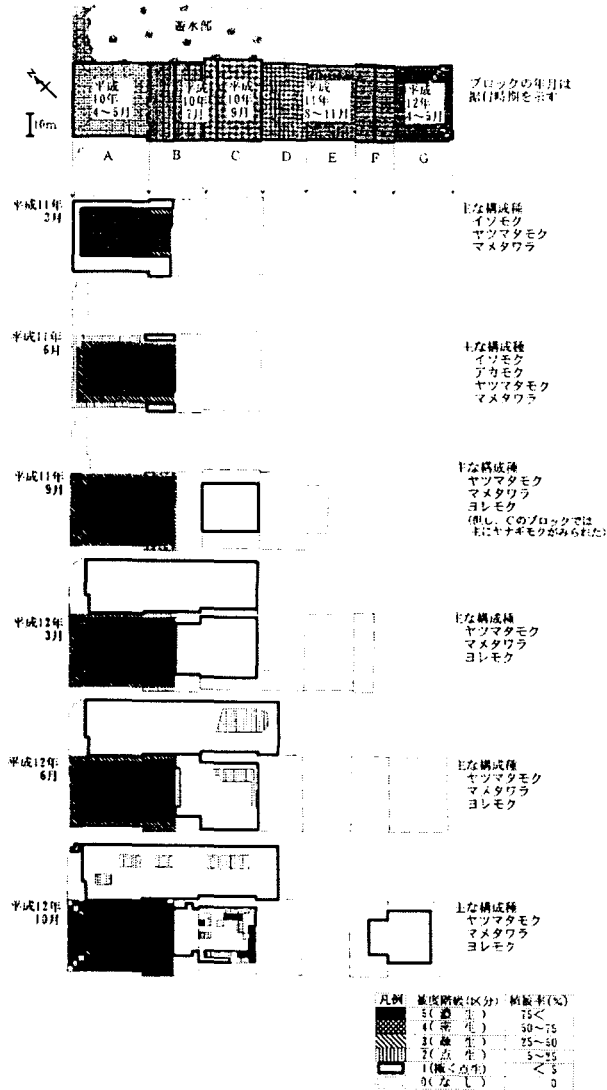 遊水部
平成
10年
4〜5月
平成
10年
7月
平成
10年
9月
平成
11年
8〜11月
平成
12年
4〜5月
ブロックの年月は
据付時期を示す
10m
A B C D E F G
平成11年
2月
主な構成種
イソモク
ヤツマタモク
マメタワラ
平成11年
6月
主な構成種
イソモク
アカモク
ヤツマタモク
マメタワラ
平成11年
9月
主な構成種
ヤツマタモク
マメタワラ
ヨレモク
(但し、Cのブロックでは
主にヤナギモクがみられた)
平成12年
3月
主な構成種
ヤツマタモク
マメタワラ
ヨレモク
平成12年
6月
主な構成種
ヤツマタモク
マメタワラ
ヨレモク
平成12年
10月
主な構成種
ヤツマタモク
マメタワラ
ヨレモク
凡例 (区分) 植被率(%)
5(濃 生) 75<
4(密 生) 50〜75
3(疎 生) 25〜50
2(点 生) 5〜25
1(極く点生) <5
0(な し) 0